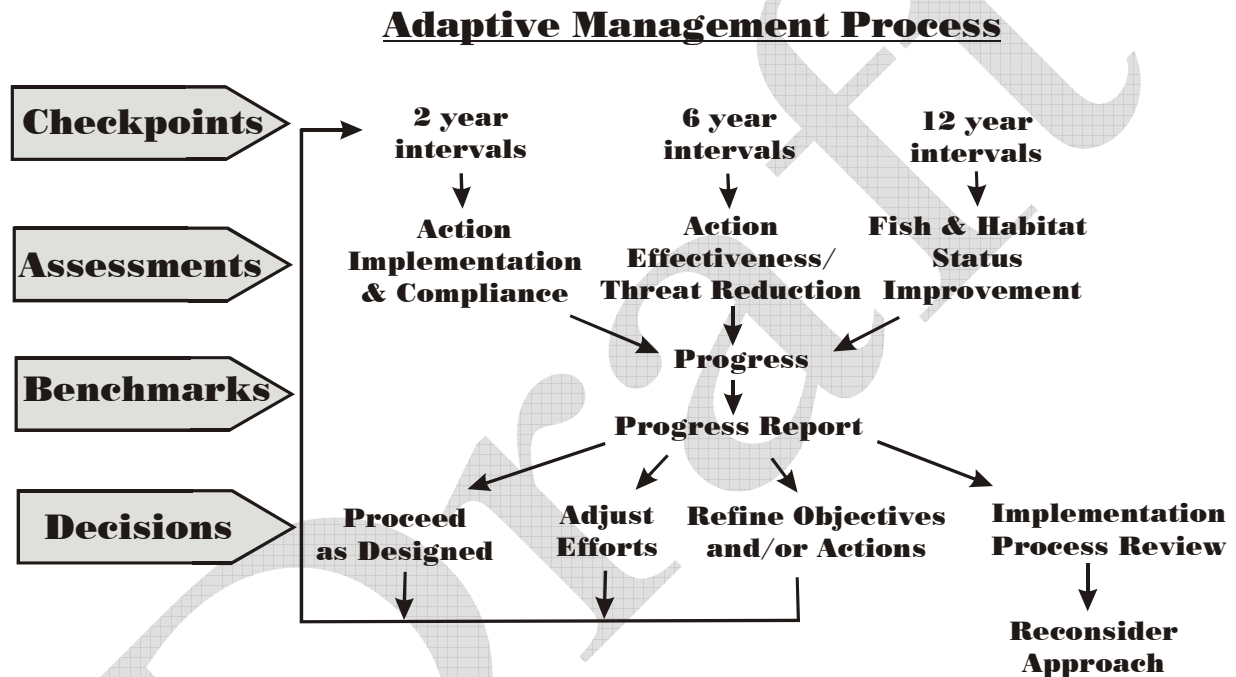 Adaptive Management Process
Checkpoints
2 year
intervals
6 year
intervals
12 year
intervals
Assessments
Action
Implementation
& Compliance
Action
Effectiveness/
Threat Reduction
Fish & Habitat
Status
Improvement
Benchmarks
Progress
Progress Report
Decisions
Proceed
as Designed
Adjust
Efforts
Refine Objectives
and/or Actions
Implementation
Process Review
Reconsider
Approach
Draft